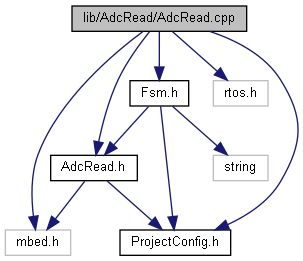 lib/AdcRead/AdcRead.cpp
Fsm.h
rtos.h
AdcRead.h
string
mbed.h
ProjectConfig.h